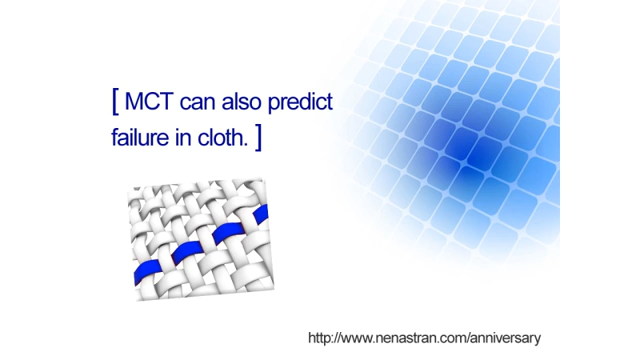 [ MCT can also predict
failure in cloth. ]
http://www.nenastran.com/anniversary